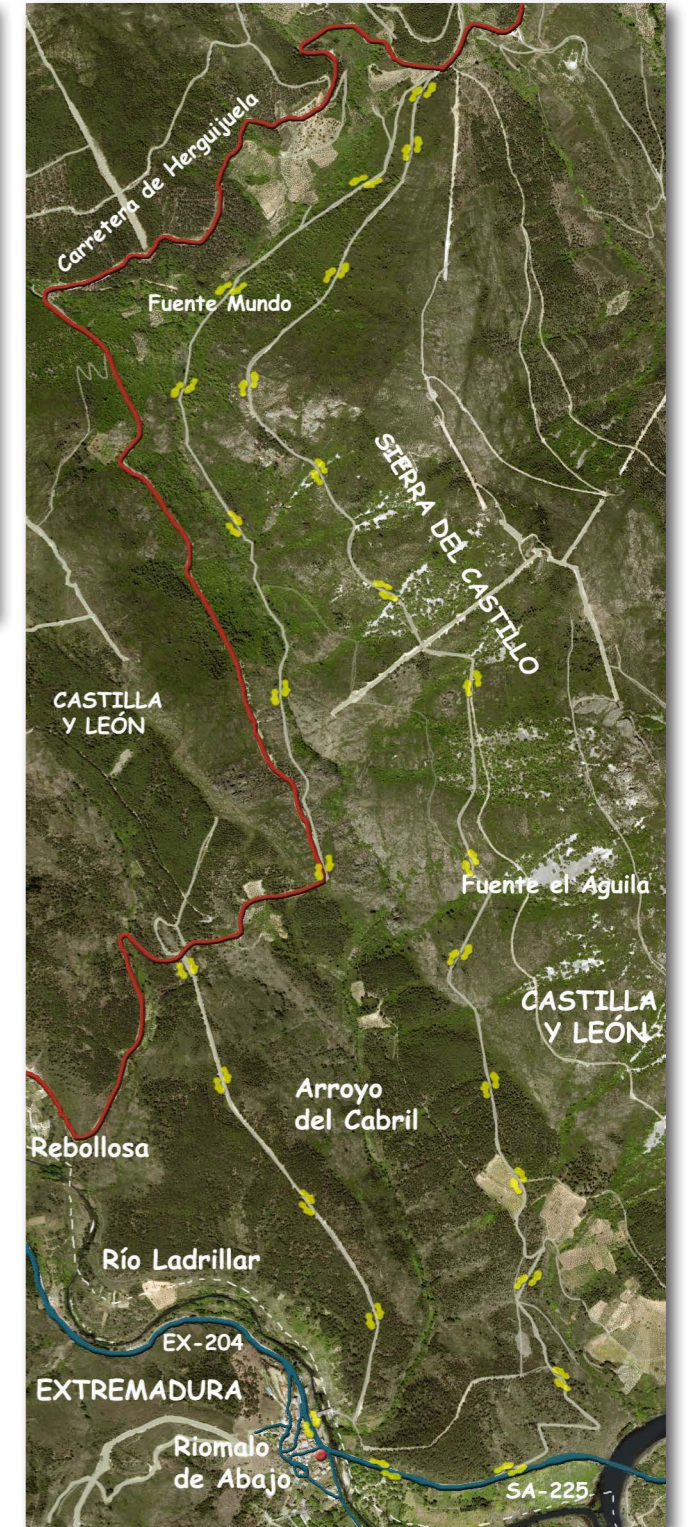 Carretera de Herguijuela
Fuente Mundo
SIERRA DEL CASTILLO
CASTILLA
Y LEÓN
Fuente el Águila
CASTILLA
Y LEÓN
Arroyo
del Cabril
Rebollosa
Río Ladrillar
EX-204
EXTREMADURA
Riomalo
de Abajo
SA-225